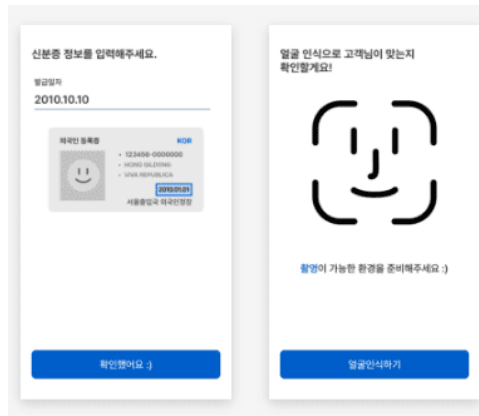 신분증 정보를 입력해주세요.
발급일자
2010.10.10
외국인 등록증 KOR
• 123456-0000000
• HONG GILDONG
• VIVA REPUBLICA
2010.01.01
서울출입국 외국인청장
확인했어요 :)
얼굴 인식으로 고객님이 맞는지
확인할게요!
촬영이 가능한 환경을 준비해주세요 :)
얼굴인식하기